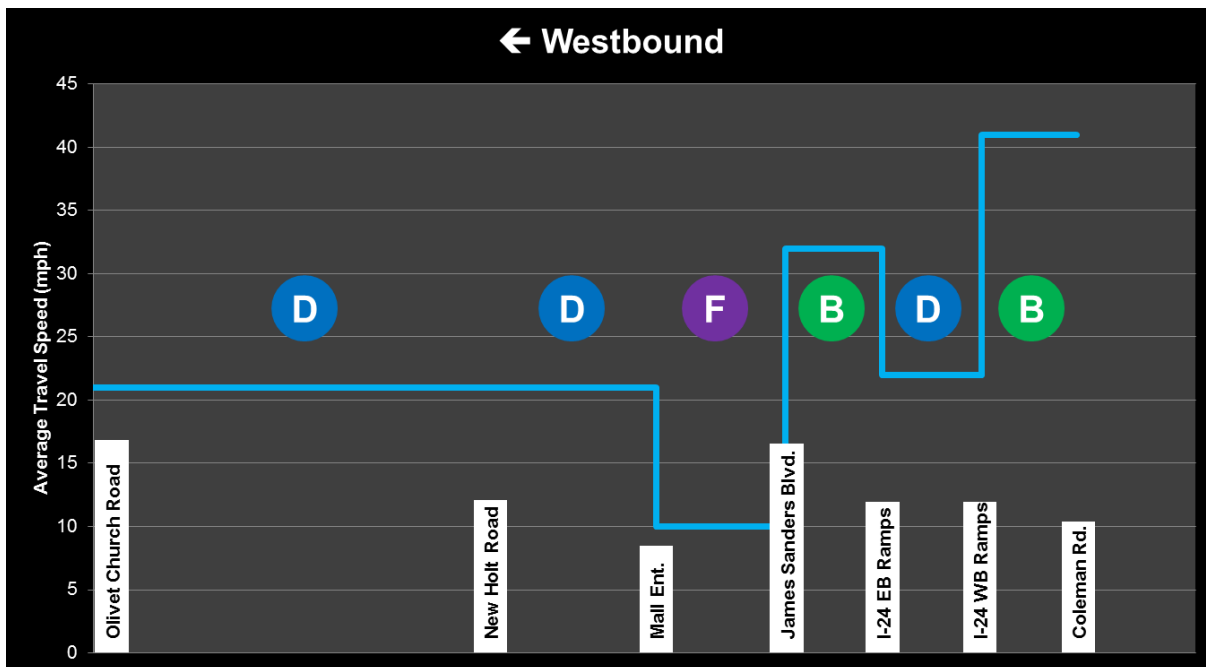 ← Westbound
Average Travel Speed (mph)
45
40
35
30
25
20
15
10
5
0
D
D
F
B
D
B
Olivet Church Road
New Holt Road
Mall Ent.
James Sanders Blvd.
I-24 EB Ramps
I-24 WB Ramps
Coleman Rd.